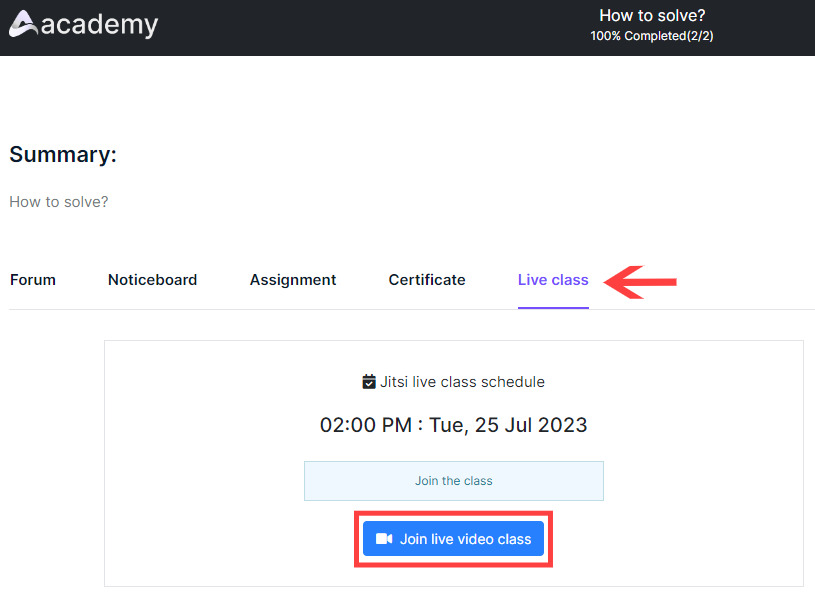 academy
How to solve?
100% Completed(2/2)
Summary:
How to solve?
Forum Noticeboard Assignment Certificate Live class
Jitsi live class schedule
02:00 PM : Tue, 25 Jul 2023
Join the class
Join live video class